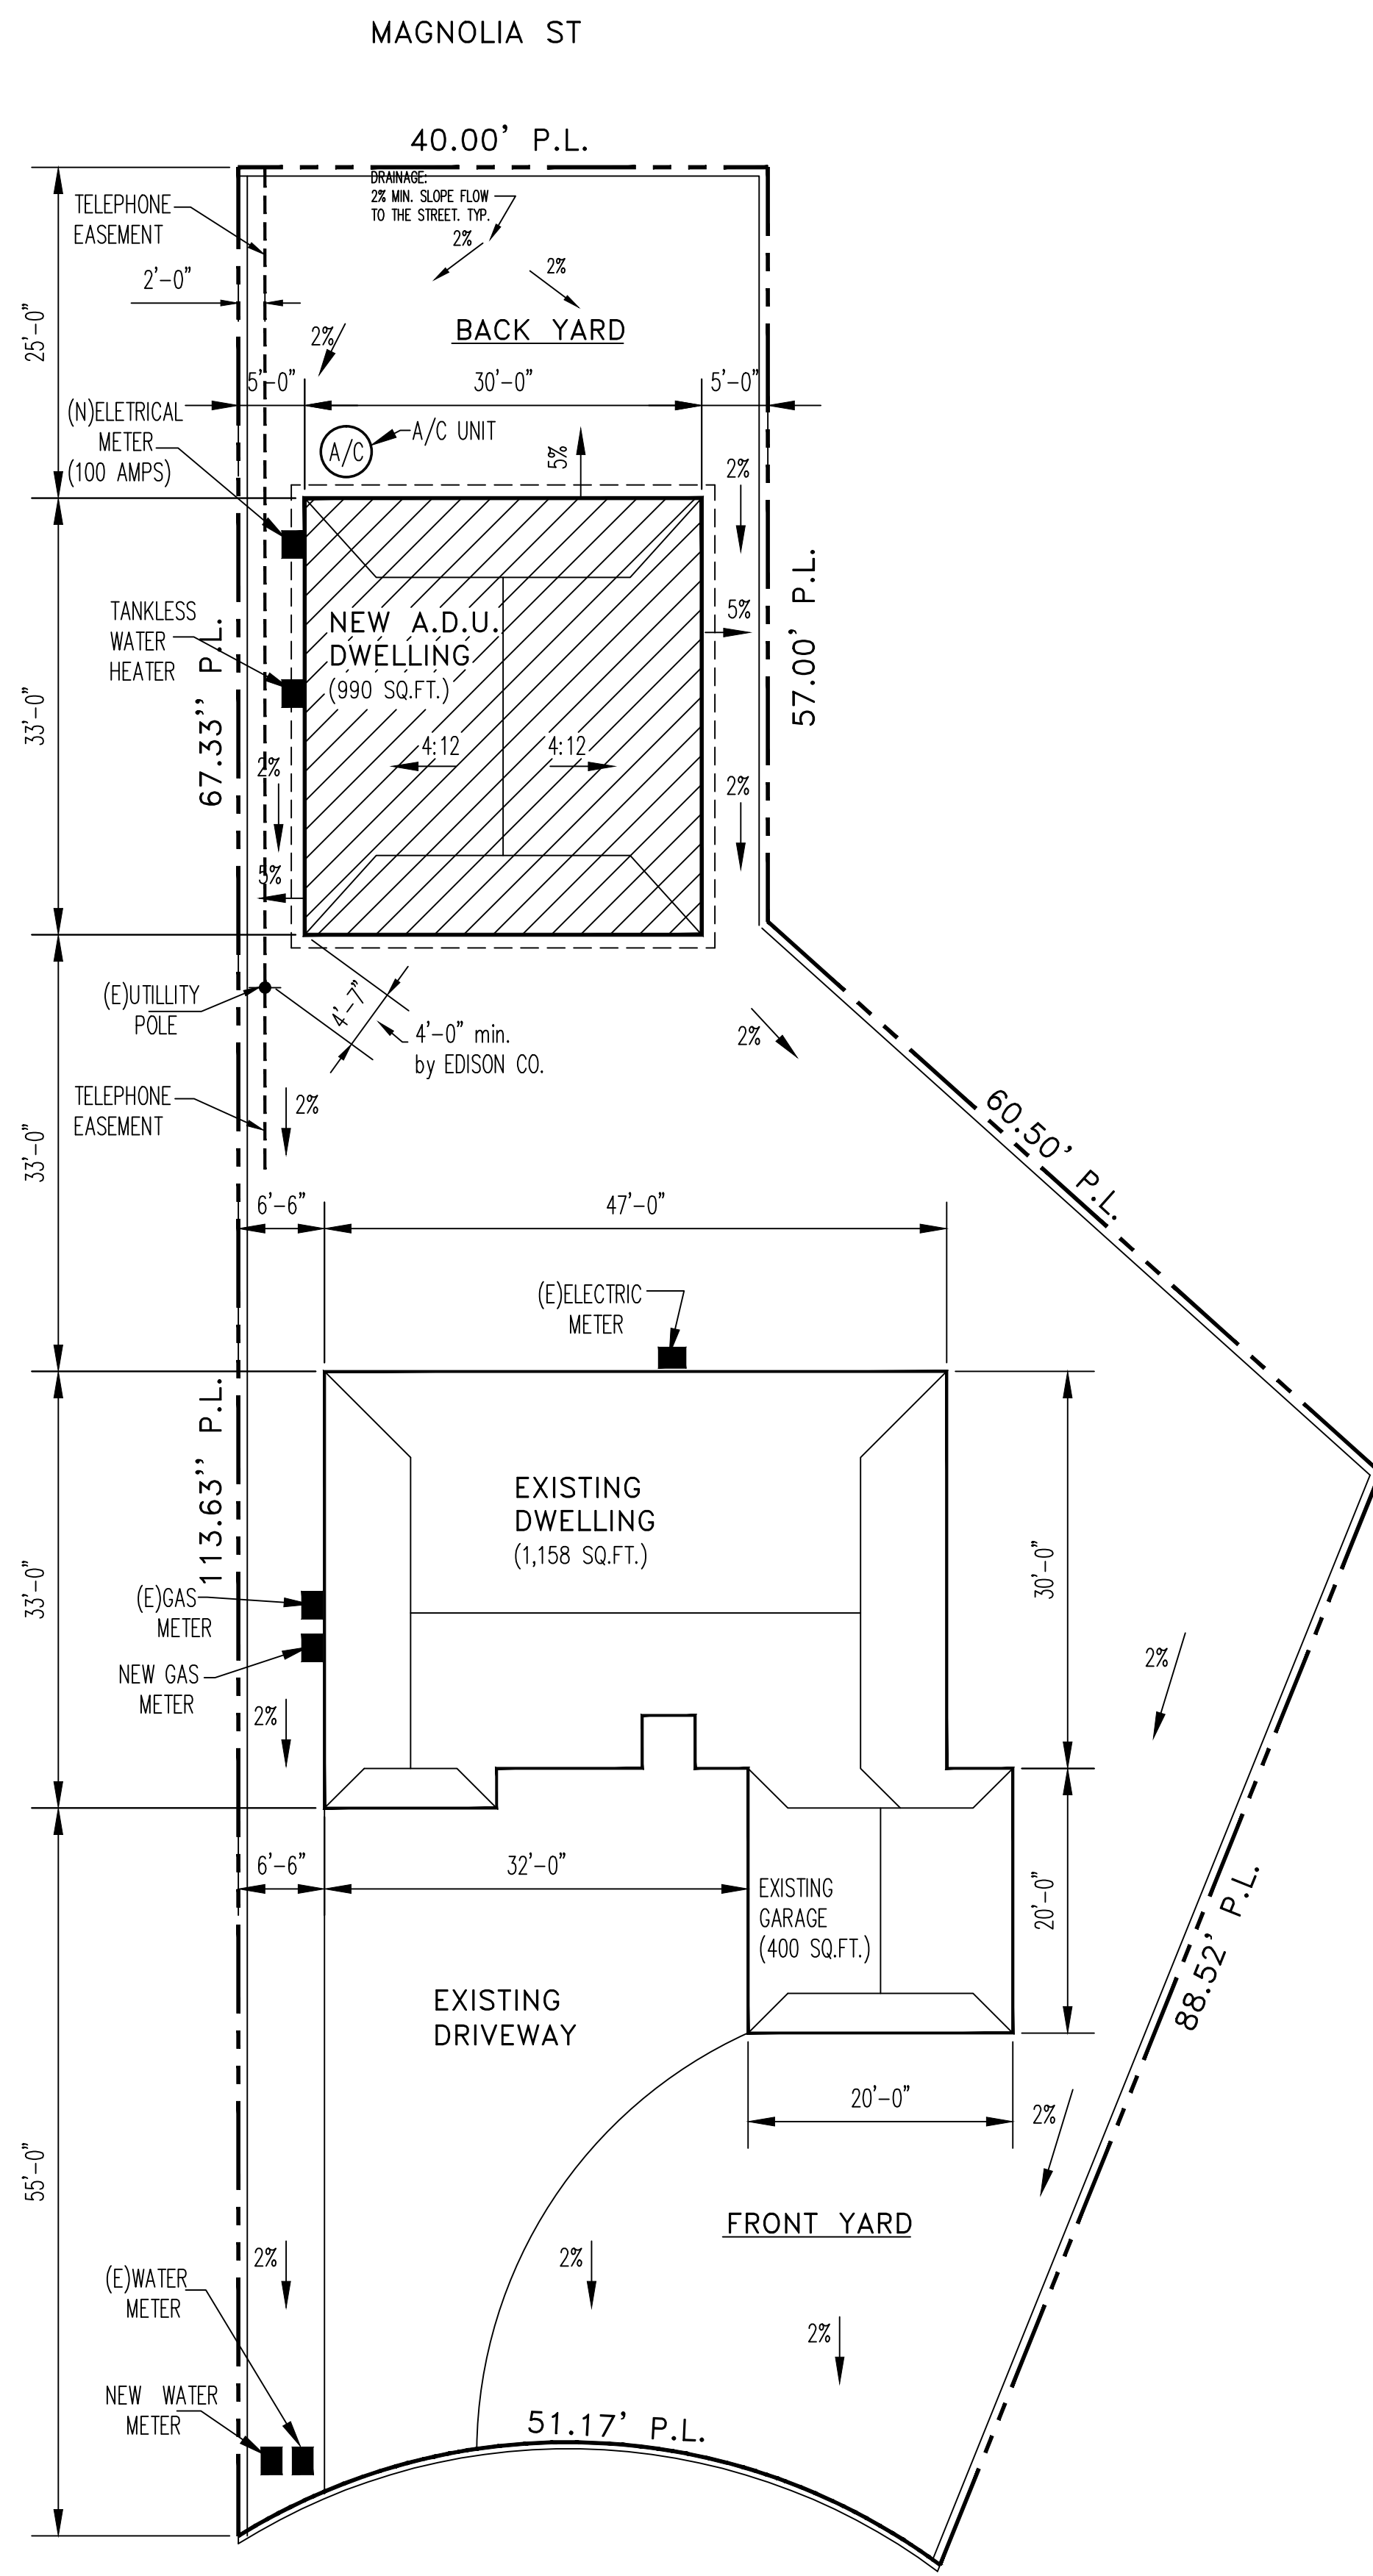 MAGNOLIA ST
40.00' P.L.
DRAINAGE:
2% MIN. SLOPE FLOW
TO THE STREET. TYP.
TELEPHONE
EASEMENT
2%
2%
2'-0"
25'-0"
BACK YARD
2%
5'-0"
30'-0"
5'-0"
(N)ELETRICAL
METER
(100 AMPS)
A/C
A/C UNIT
5%
2%
57.00' P.L.
TANKLESS
WATER
HEATER
67.33'' P.L.
NEW A.D.U.
DWELLING
(990 SQ.FT.)
5%
33'-0"
4:12
4:12
2%
2%
5%
(E)UTILLITY
POLE
4'-7"
4'-0" min.
by EDISON CO.
2%
TELEPHONE
EASEMENT
2%
60.50' P.L.
33'-0"
6'-6"
47'-0"
(E)ELECTRIC
METER
113.63'' P.L.
EXISTING
DWELLING
(1,158 SQ.FT.)
33'-0"
30'-0"
(E)GAS
METER
NEW GAS
METER
2%
2%
6'-6"
32'-0"
EXISTING
GARAGE
(400 SQ.FT.)
20'-0"
88.52' P.L.
EXISTING
DRIVEWAY
20'-0"
2%
55'-0"
FRONT YARD
2%
2%
2%
(E)WATER
METER
NEW WATER
METER
51.17' P.L.